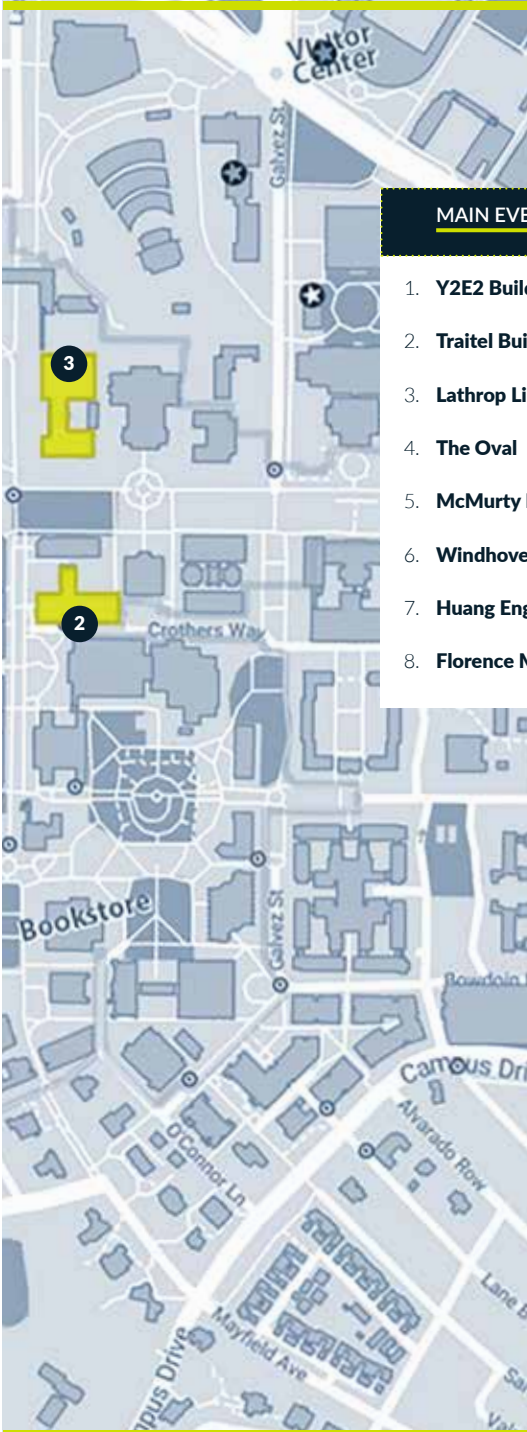 Visitor
Center
Galvez St
MAIN EVE
1. Y2E2 Buil
2. Traitel Bui
3. Lathrop Li
4. The Oval
5. McMurty
6. Windhove
7. Huang Eng
8. Florence M
3
2
Crothers Way
Bookstore
Galvez St
Bowdoin
Campus Dri
Alvarado Row
O'Connor Ln
Lane
Mayfield Ave
pus Drive